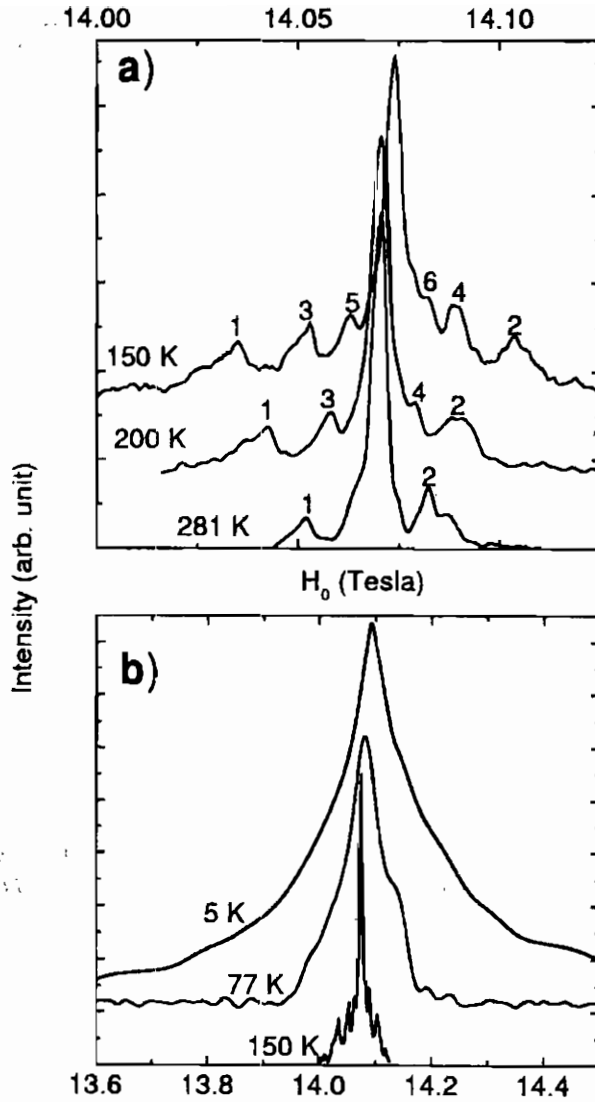 14.00 14.05 14.10
a)
1 3 5 6 4 2
150 K
1 3 4 2
200 K
1 2
281 K
H₀ (Tesla)
Intensity (arb. unit)
b)
5 K
77 K
150 K
13.6 13.8 14.0 14.2 14.4